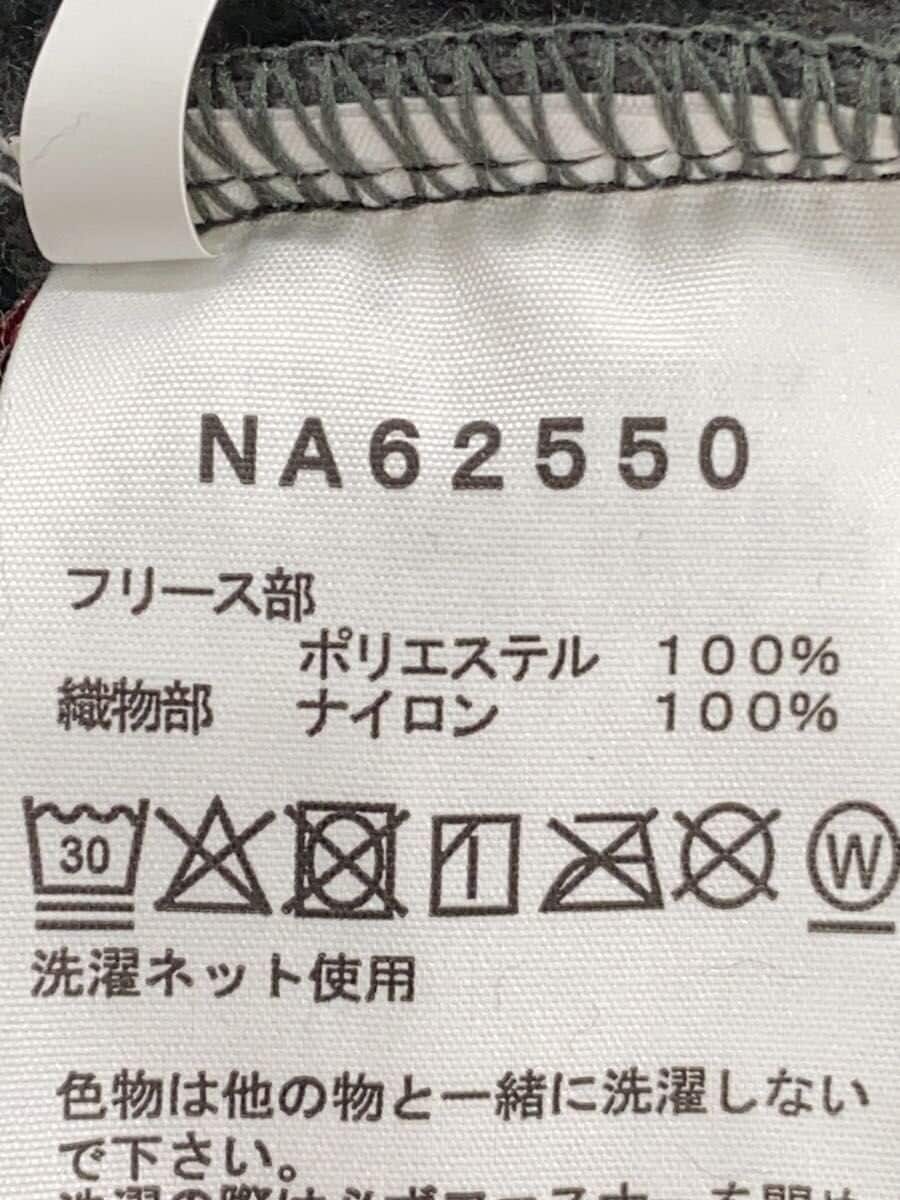 NA62550
フリース部
ポリエステル 100%
織物部 ナイロン 100%
30 W
洗濯ネット使用
色物は他の物と一緒に洗濯しない
で下さい。